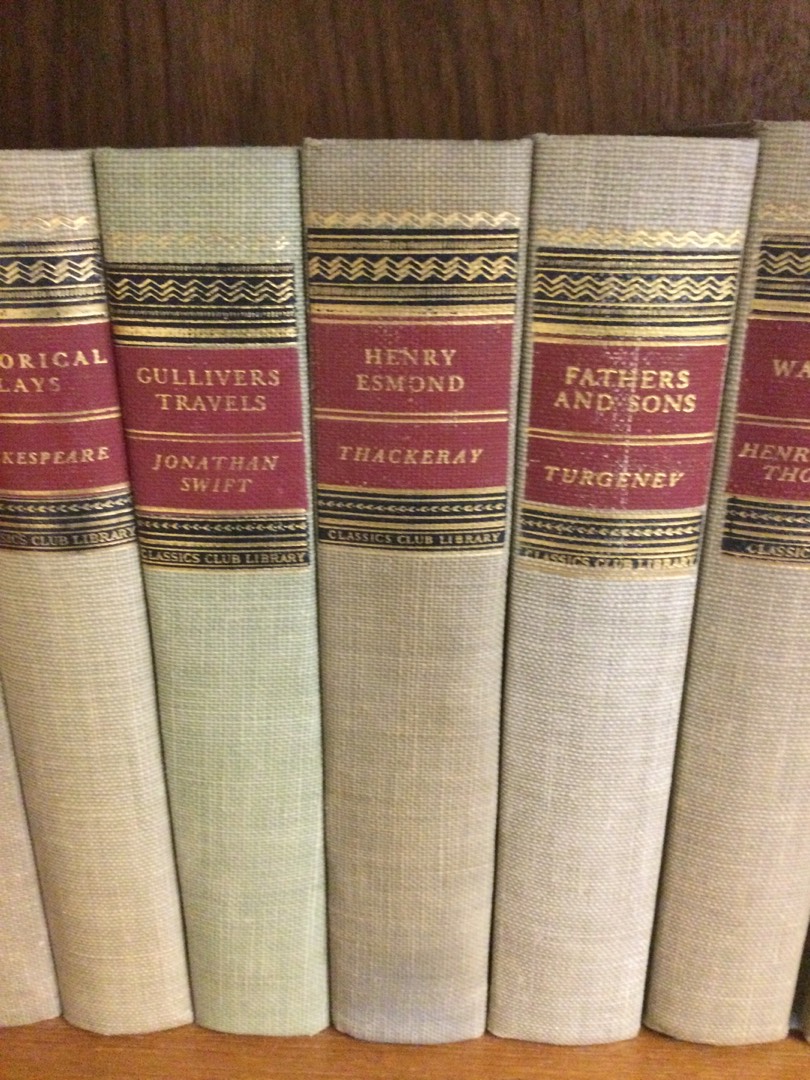 ORICAL
LAYS
KESPEARE
SICS CLUB LIBRARY
GULLIVERS
TRAVELS
JONATHAN
SWIFT
CLASSICS CLUB LIBRARY
HENRY
ESMOND
THACKERAY
CLASSICS CLUB LIBRARY
FATHERS
AND SONS
TURGENEV
CLASSICS CLUB LIBRARY
WA
HENR
THO
CLASSIC